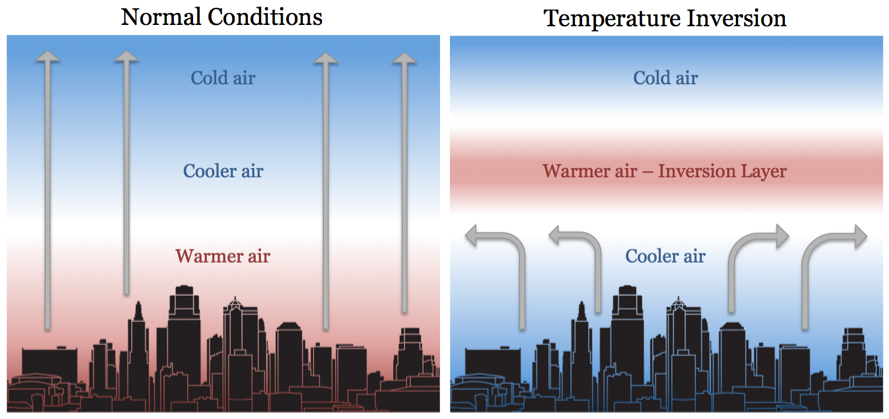 Normal Conditions
Cold air
Cooler air
Warmer air
Temperature Inversion
Cold air
Warmer air – Inversion Layer
Cooler air